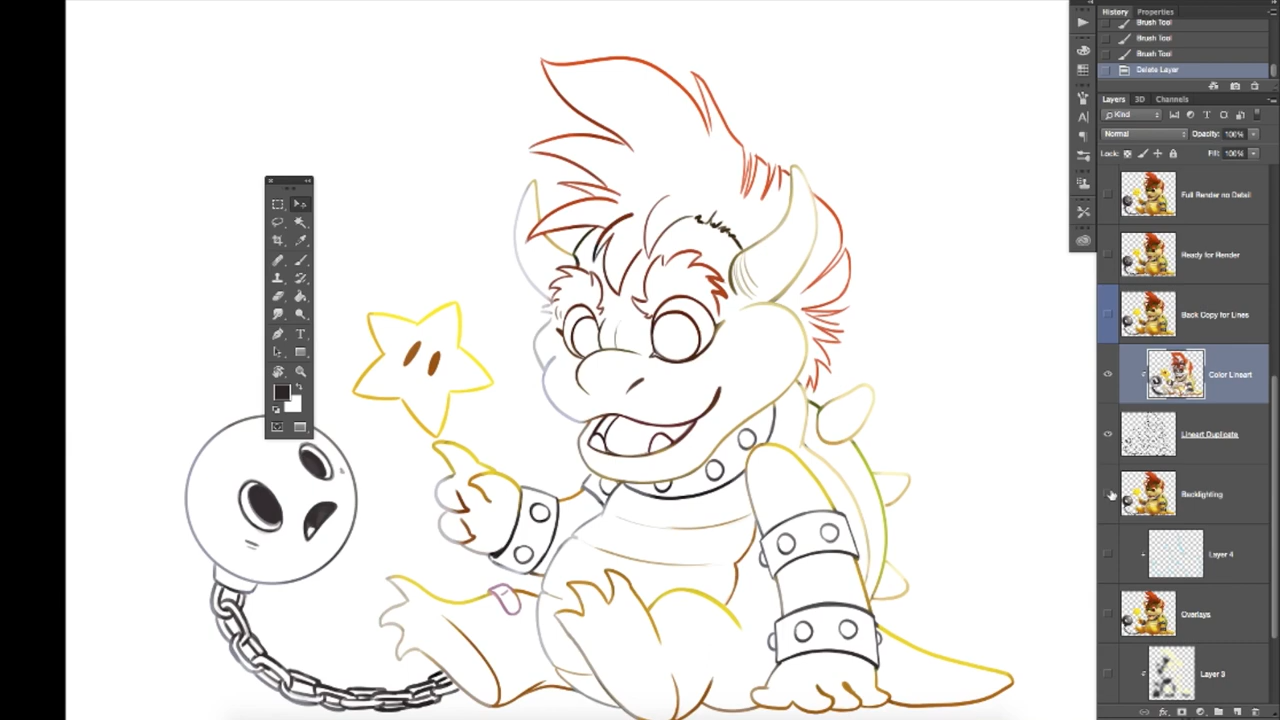 History Properties
Brush Tool
Brush Tool
Brush Tool
Delete Layer
Layers 3D Channels
Kind
Normal Opacity: 100%
Lock: Fill: 100%
Full Render no Detail
Ready for Render
Back Copy for Lines
Color Lineart
Lineart Duplicate
Backlighting
Layer 4
Overlays
Layer 3